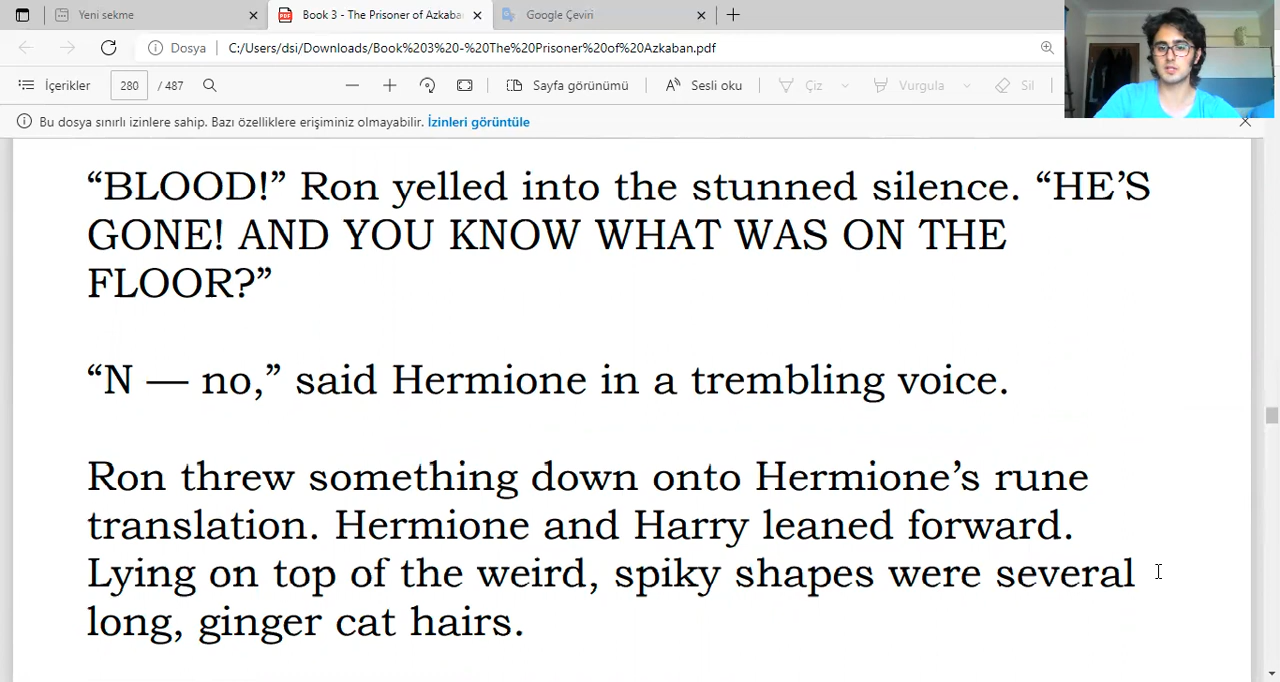 Yeni sekme
Book 3 - The Prisoner of Azkaba
Google Çeviri
Dosya
C:/Users/dsi/Downloads/Book%203%20-%20The%20Prisoner%20of%20Azkaban.pdf
İçerikler
280
/ 487
Sayfa görünümü
Sesli oku
Çiz
Vurgula
Sil
Bu dosya sınırlı izinlere sahip. Bazı özelliklere erişiminiz olmayabilir. İzinleri görüntüle
“BLOOD!” Ron yelled into the stunned silence. “HE’S
GONE! AND YOU KNOW WHAT WAS ON THE
FLOOR?”
“N — no,” said Hermione in a trembling voice.
Ron threw something down onto Hermione’s rune
translation. Hermione and Harry leaned forward.
Lying on top of the weird, spiky shapes were several
long, ginger cat hairs.